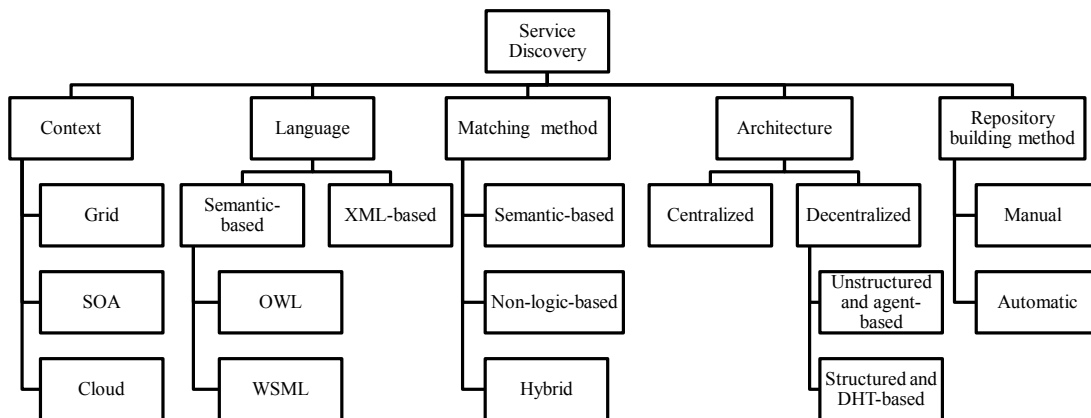 Service
Discovery
Context
Language
Matching method
Architecture
Repository
building method
Grid
SOA
Cloud
Semantic-
based
XML-based
OWL
WSML
Semantic-based
Non-logic-based
Hybrid
Centralized
Decentralized
Unstructured
and agent-
based
Structured and
DHT-based
Manual
Automatic